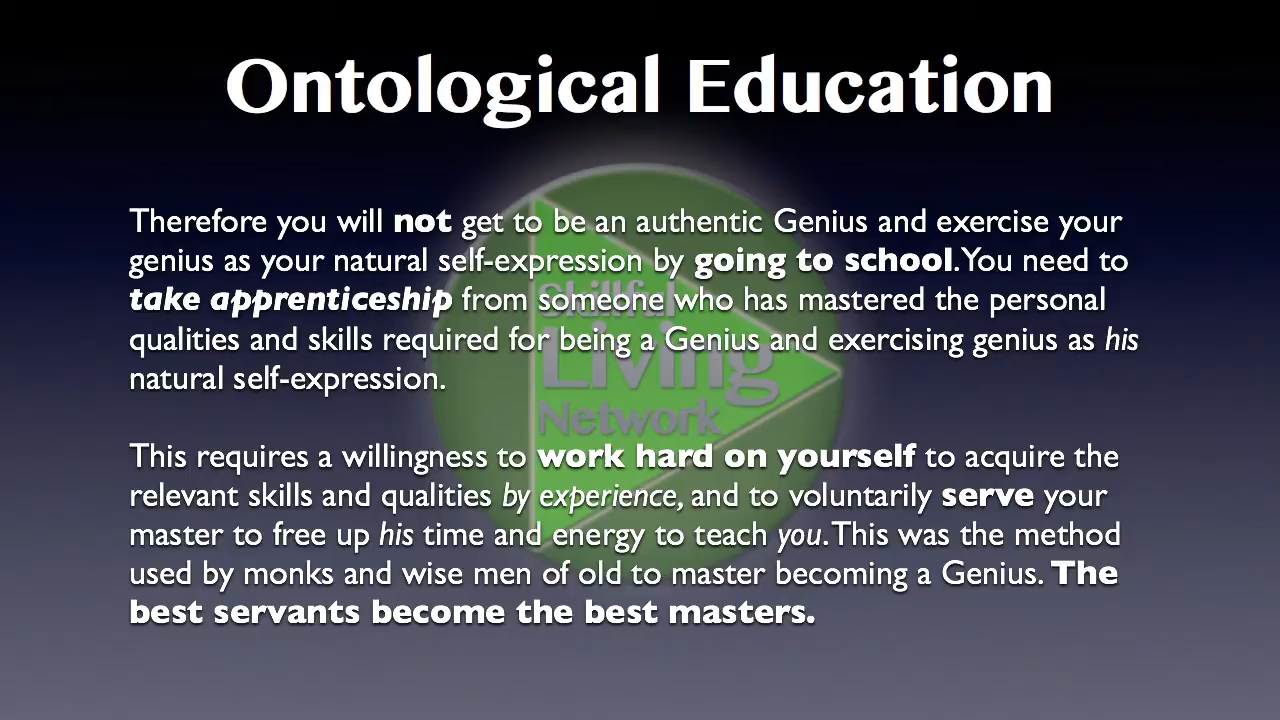 Ontological Education
Therefore you will not get to be an authentic Genius and exercise your
genius as your natural self-expression by going to school. You need to
take apprenticeship from someone who has mastered the personal
qualities and skills required for being a Genius and exercising genius as his
natural self-expression.
Skillful
Living
Network
This requires a willingness to work hard on yourself to acquire the
relevant skills and qualities by experience, and to voluntarily serve your
master to free up his time and energy to teach you. This was the method
used by monks and wise men of old to master becoming a Genius. The
best servants become the best masters.